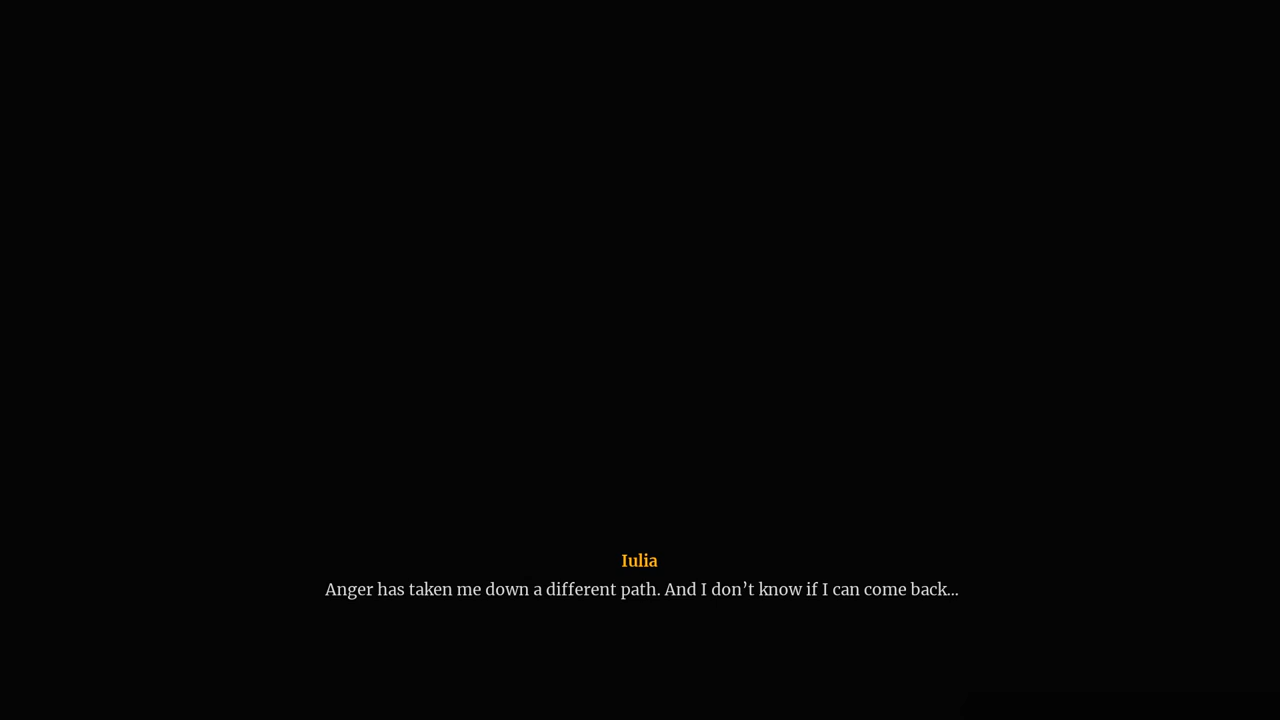 Iulia
Anger has taken me down a different path. And I don’t know if I can come back...